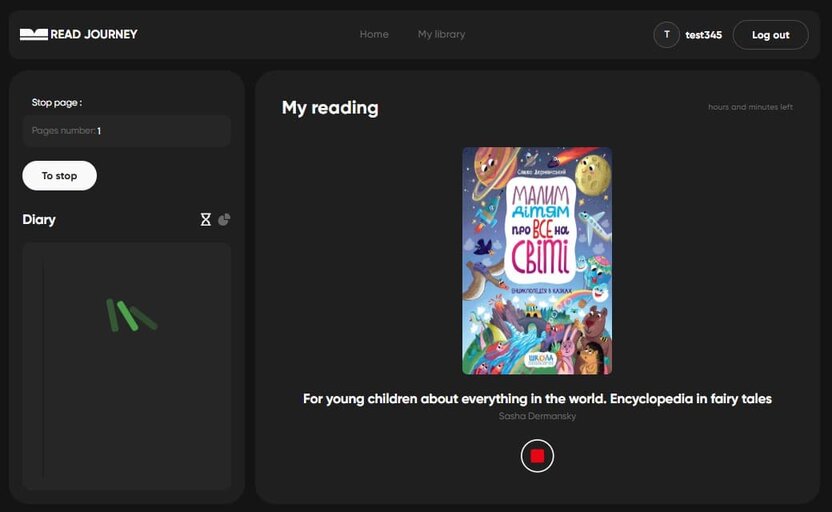 READ JOURNEY
Home
My library
T
test345
Log out
Stop page :
Pages number: 1
To stop
Diary
My reading
hours and minutes left
Сашко Дерманський
МАЛИМ
ДІТЯМ
ПРО ВСЕ НА
СВІТІ
ЕНЦИКЛОПЕДІЯ В КАЗКАХ
ШКОЛА
For young children about everything in the world. Encyclopedia in fairy tales
Sasha Dermansky